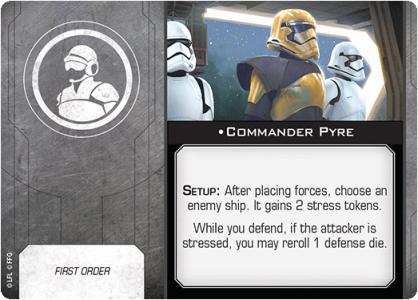 •Commander Pyre
Setup: After placing forces, choose an
enemy ship. It gains 2 stress tokens.
While you defend, if the attacker is
stressed, you may reroll 1 defense die.
FIRST ORDER
© LFL © FFG